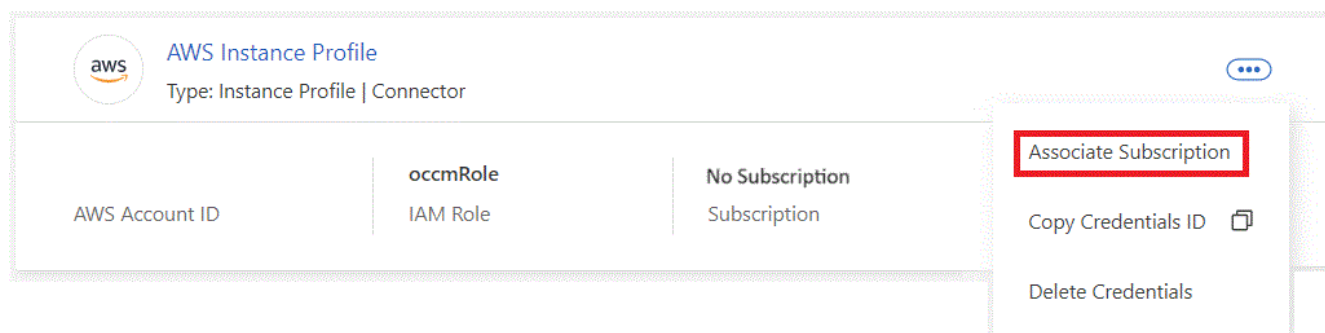 aws
AWS Instance Profile
Type: Instance Profile | Connector
AWS Account ID
occmRole
IAM Role
No Subscription
Subscription
Associate Subscription
Copy Credentials ID
Delete Credentials